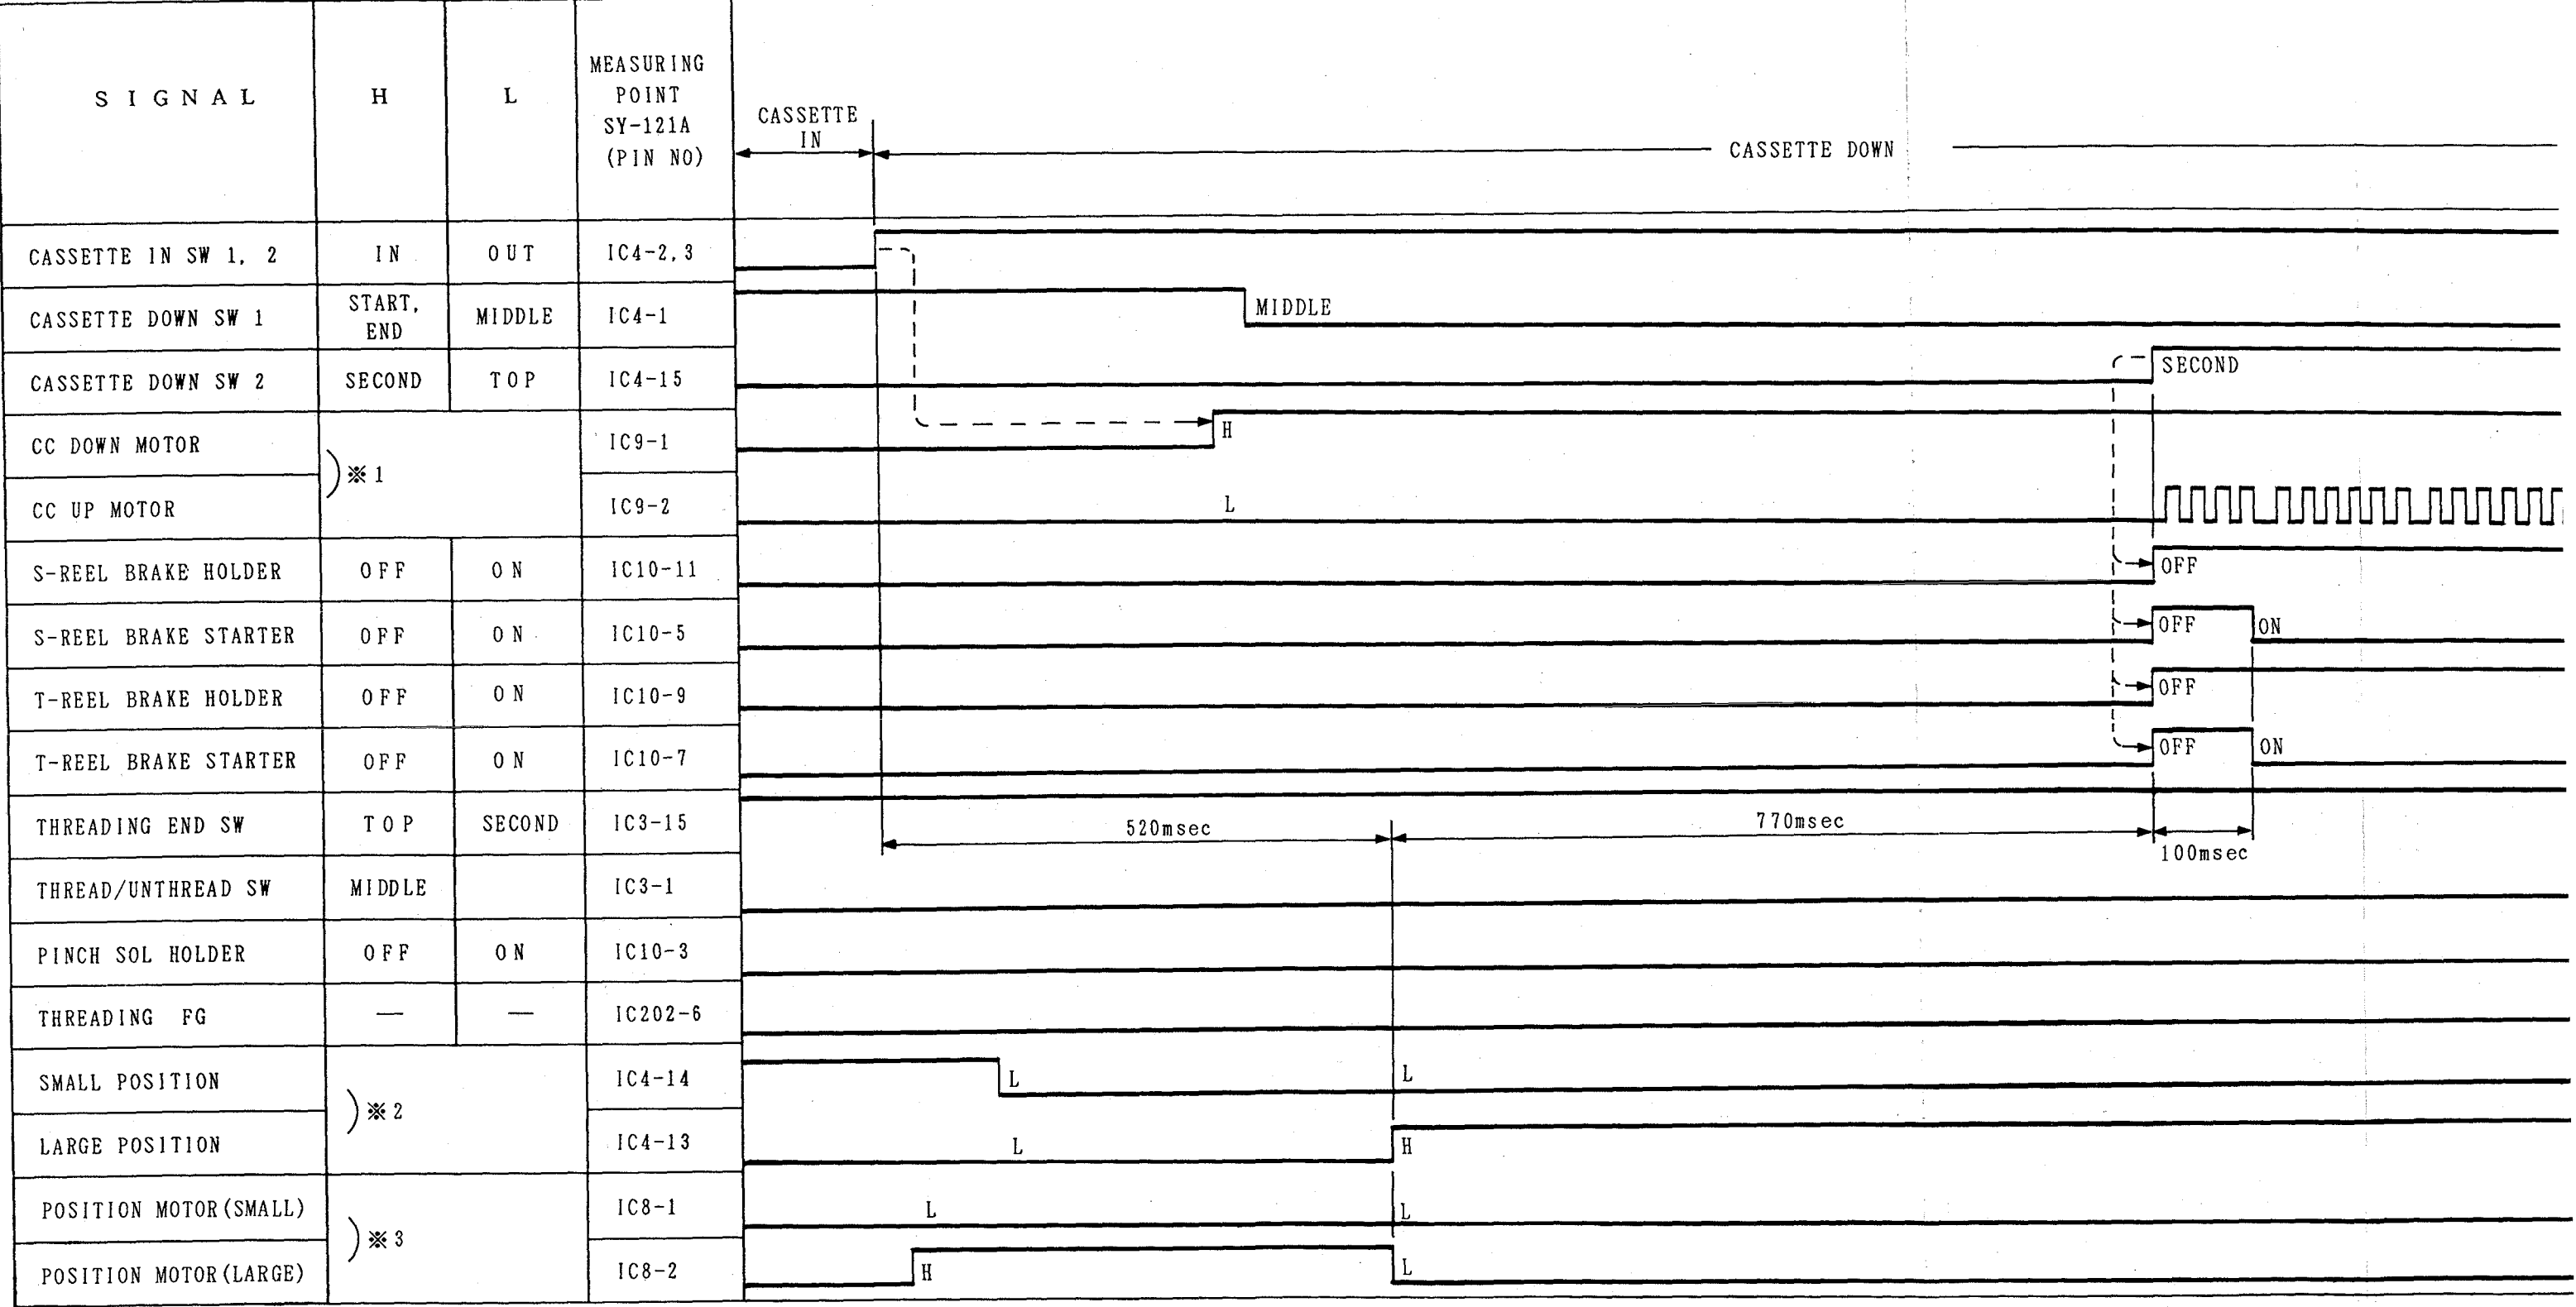 SIGNAL H L MEASURING
POINT
SY-121A
(PIN NO)
CASSETTE
IN
CASSETTE DOWN
CASSETTE IN SW 1, 2 IN OUT IC4-2,3
CASSETTE DOWN SW 1 START,
END MIDDLE IC4-1 MIDDLE
CASSETTE DOWN SW 2 SECOND TOP IC4-15 SECOND
CC DOWN MOTOR IC9-1 H
)※1
CC UP MOTOR IC9-2 L
S-REEL BRAKE HOLDER OFF ON IC10-11 OFF
S-REEL BRAKE STARTER OFF ON IC10-5 OFF ON
T-REEL BRAKE HOLDER OFF ON IC10-9 OFF
T-REEL BRAKE STARTER OFF ON IC10-7 OFF ON
THREADING END SW TOP SECOND IC3-15 520msec 770msec
100msec
THREAD/UNTHREAD SW MIDDLE IC3-1
PINCH SOL HOLDER OFF ON IC10-3
THREADING FG — — IC202-6
SMALL POSITION IC4-14 L L
)※2
LARGE POSITION IC4-13 L H
POSITION MOTOR(SMALL) IC8-1 L L
)※3
POSITION MOTOR(LARGE) IC8-2 H L